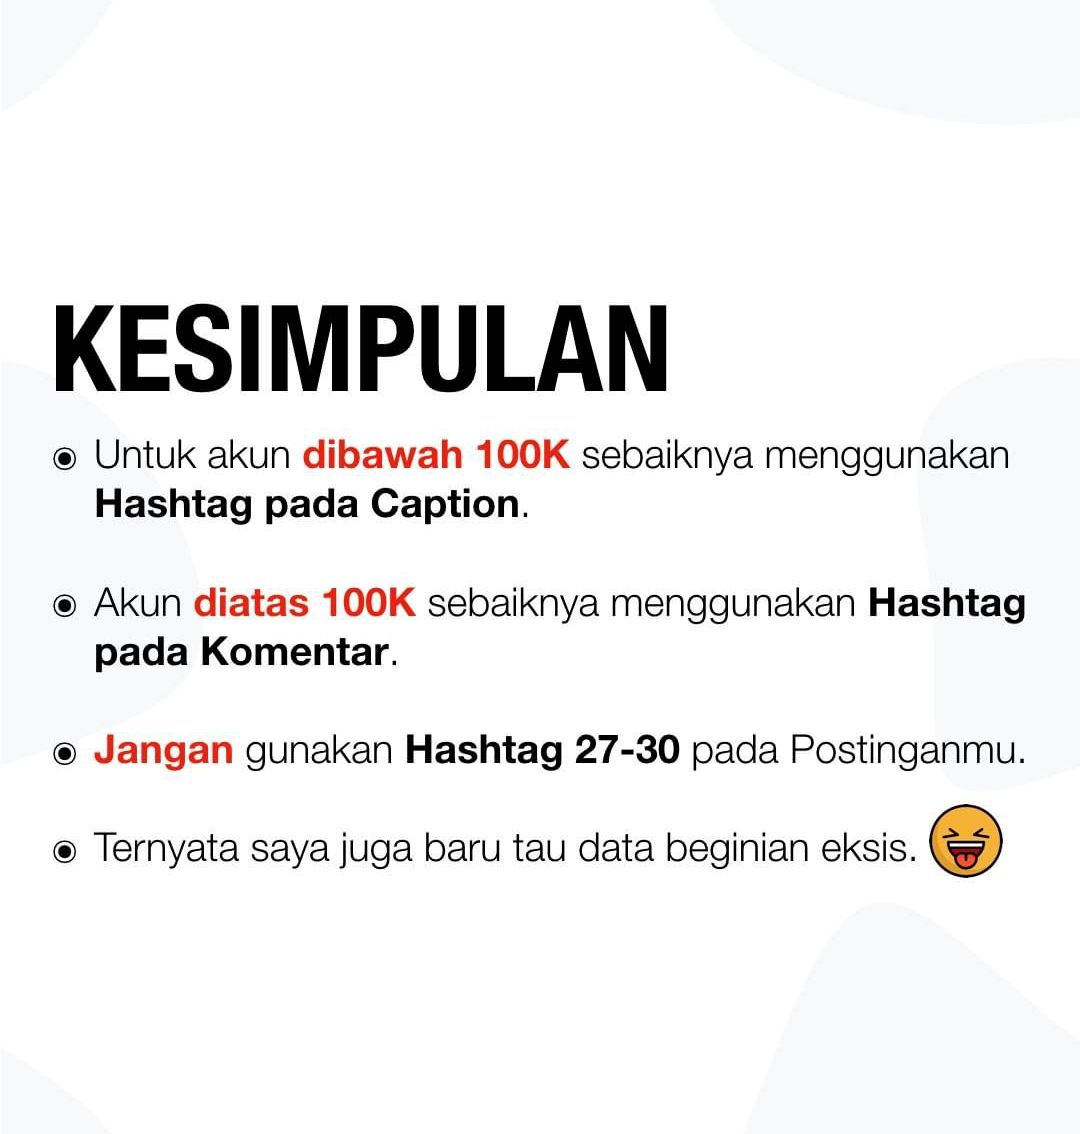 KESIMPULAN
Untuk akun dibawah 100K sebaiknya menggunakan
Hashtag pada Caption.
Akun diatas 100K sebaiknya menggunakan Hashtag
pada Komentar.
Jangan gunakan Hashtag 27-30 pada Postinganmu.
Ternyata saya juga baru tau data beginian eksis.